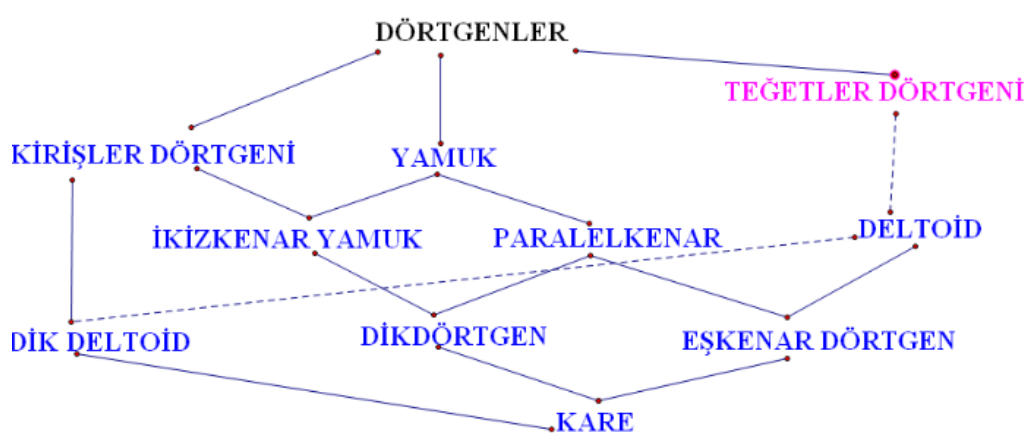 DÖRTGENLER
TEĞETLER DÖRTGENİ
KİRİŞLER DÖRTGENİ
YAMUK
İKİZKENAR YAMUK
PARALELKENAR
DELTOİD
DİK DELTOİD
DİKDÖRTGEN
EŞKENAR DÖRTGEN
KARE